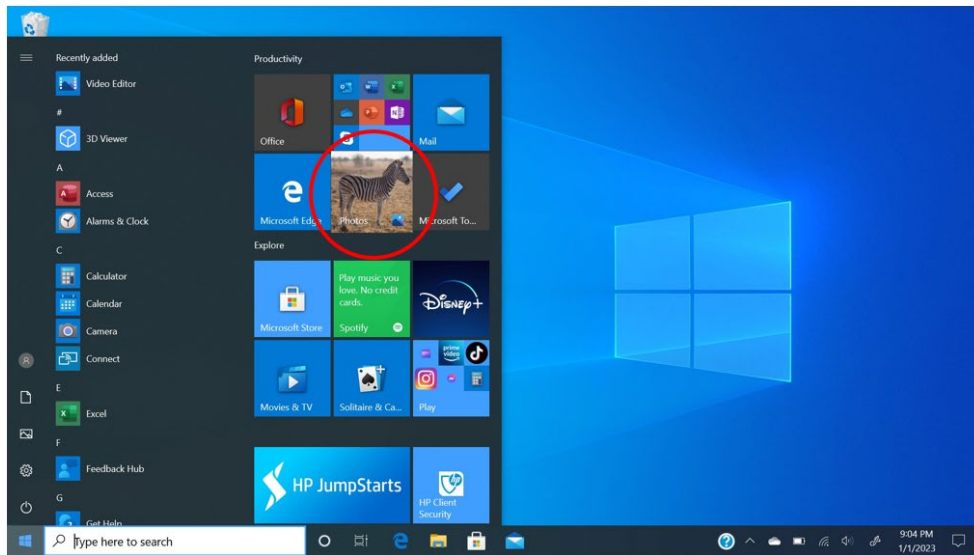 Recently added
Video Editor
#
3D Viewer
A
Access
Alarms & Clock
C
Calculator
Calendar
Camera
Connect
E
Excel
F
Feedback Hub
G
Get Help
Productivity
Office
Mail
Microsoft Edge
Photos
Microsoft To...
Explore
Microsoft Store
Play music you
love. No credit
cards.
Spotify
Disney+
Movies & TV
Solitaire & Ca...
prime
video
Play
HP JumpStarts
HP Client
Security
Type here to search
9:04 PM
1/1/2023